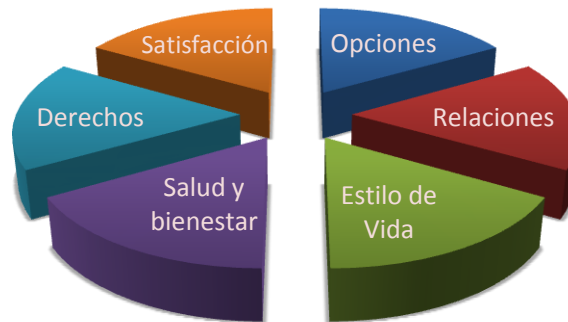 Satisfacción
Opciones
Derechos
Relaciones
Salud y
bienestar
Estilo de
Vida